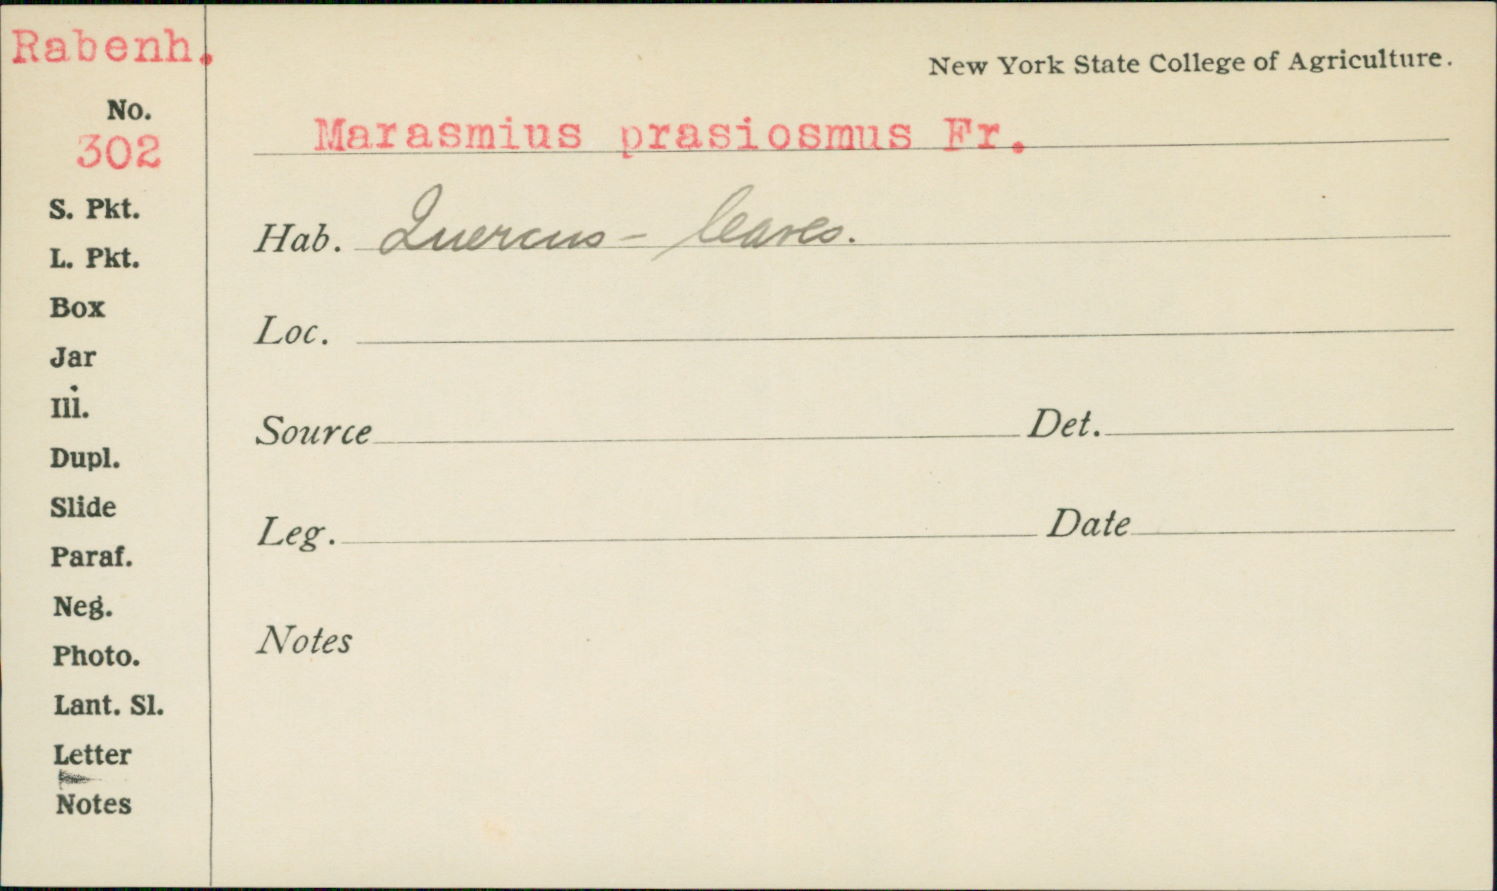 Rabenh.
New York State College of Agriculture.
No.
302
Marasmius prasiosmus Fr.
S. Pkt.
Hab. Quercus - leaves.
L. Pkt.
Box
Loc.
Jar
Ill.
Source Det.
Dupl.
Slide
Leg. Date
Paraf.
Neg.
Notes
Photo.
Lant. Sl.
Letter
Notes